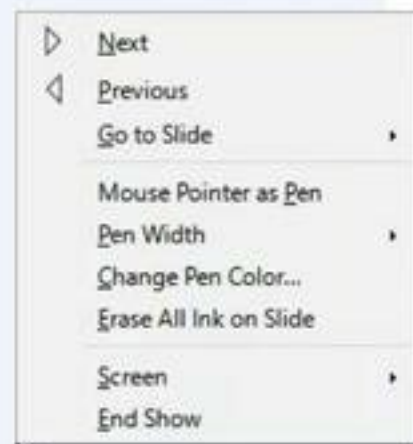 Next
Previous
Go to Slide
Mouse Pointer as Pen
Pen Width
Change Pen Color...
Erase All Ink on Slide
Screen
End Show